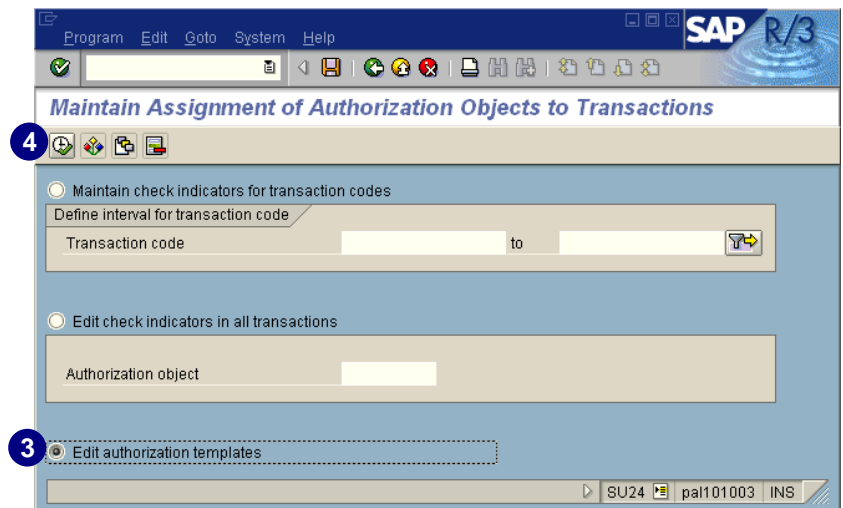 Program Edit Goto System Help
SAP R/3
Maintain Assignment of Authorization Objects to Transactions
4
Maintain check indicators for transaction codes
Define interval for transaction code
Transaction code to
Edit check indicators in all transactions
Authorization object
3 Edit authorization templates
SU24 pal101003 INS